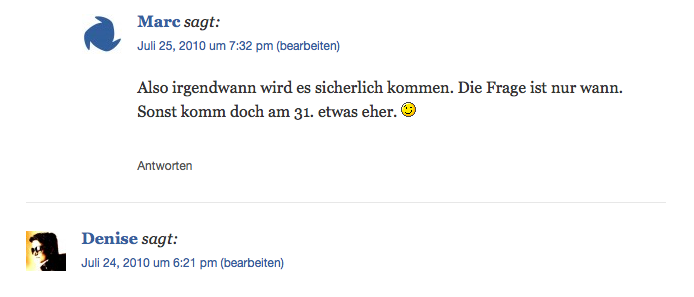 Marc sagt:
Juli 25, 2010 um 7:32 pm (bearbeiten)
Also irgendwann wird es sicherlich kommen. Die Frage ist nur wann.
Sonst komm doch am 31. etwas eher.
Antworten
Denise sagt:
Juli 24, 2010 um 6:21 pm (bearbeiten)